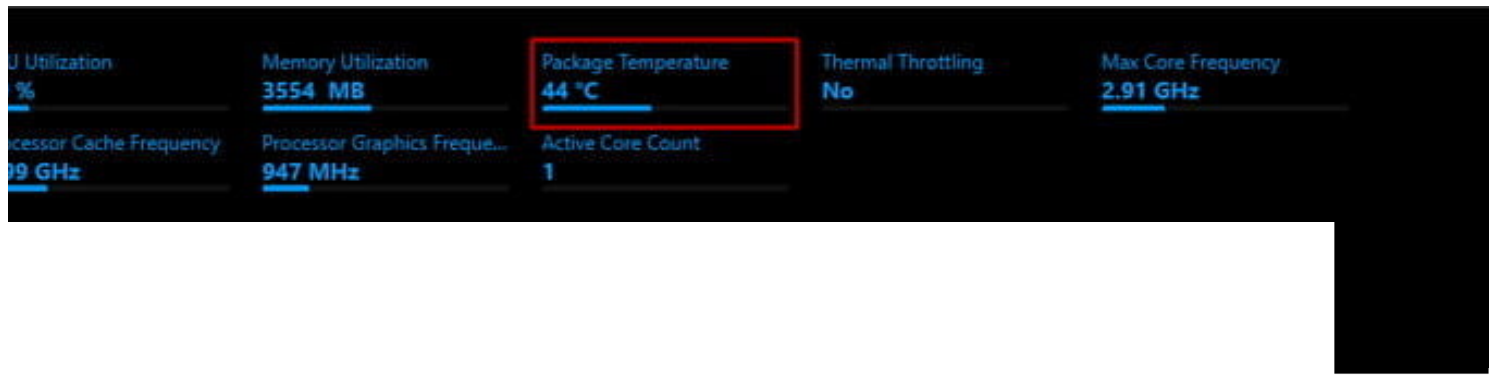 Utilization
%
Memory Utilization
3554 MB
Package Temperature
44 °C
Thermal Throttling
No
Max Core Frequency
2.91 GHz
Cache Frequency
99 GHz
Processor Graphics Freque...
947 MHz
Active Core Count
1